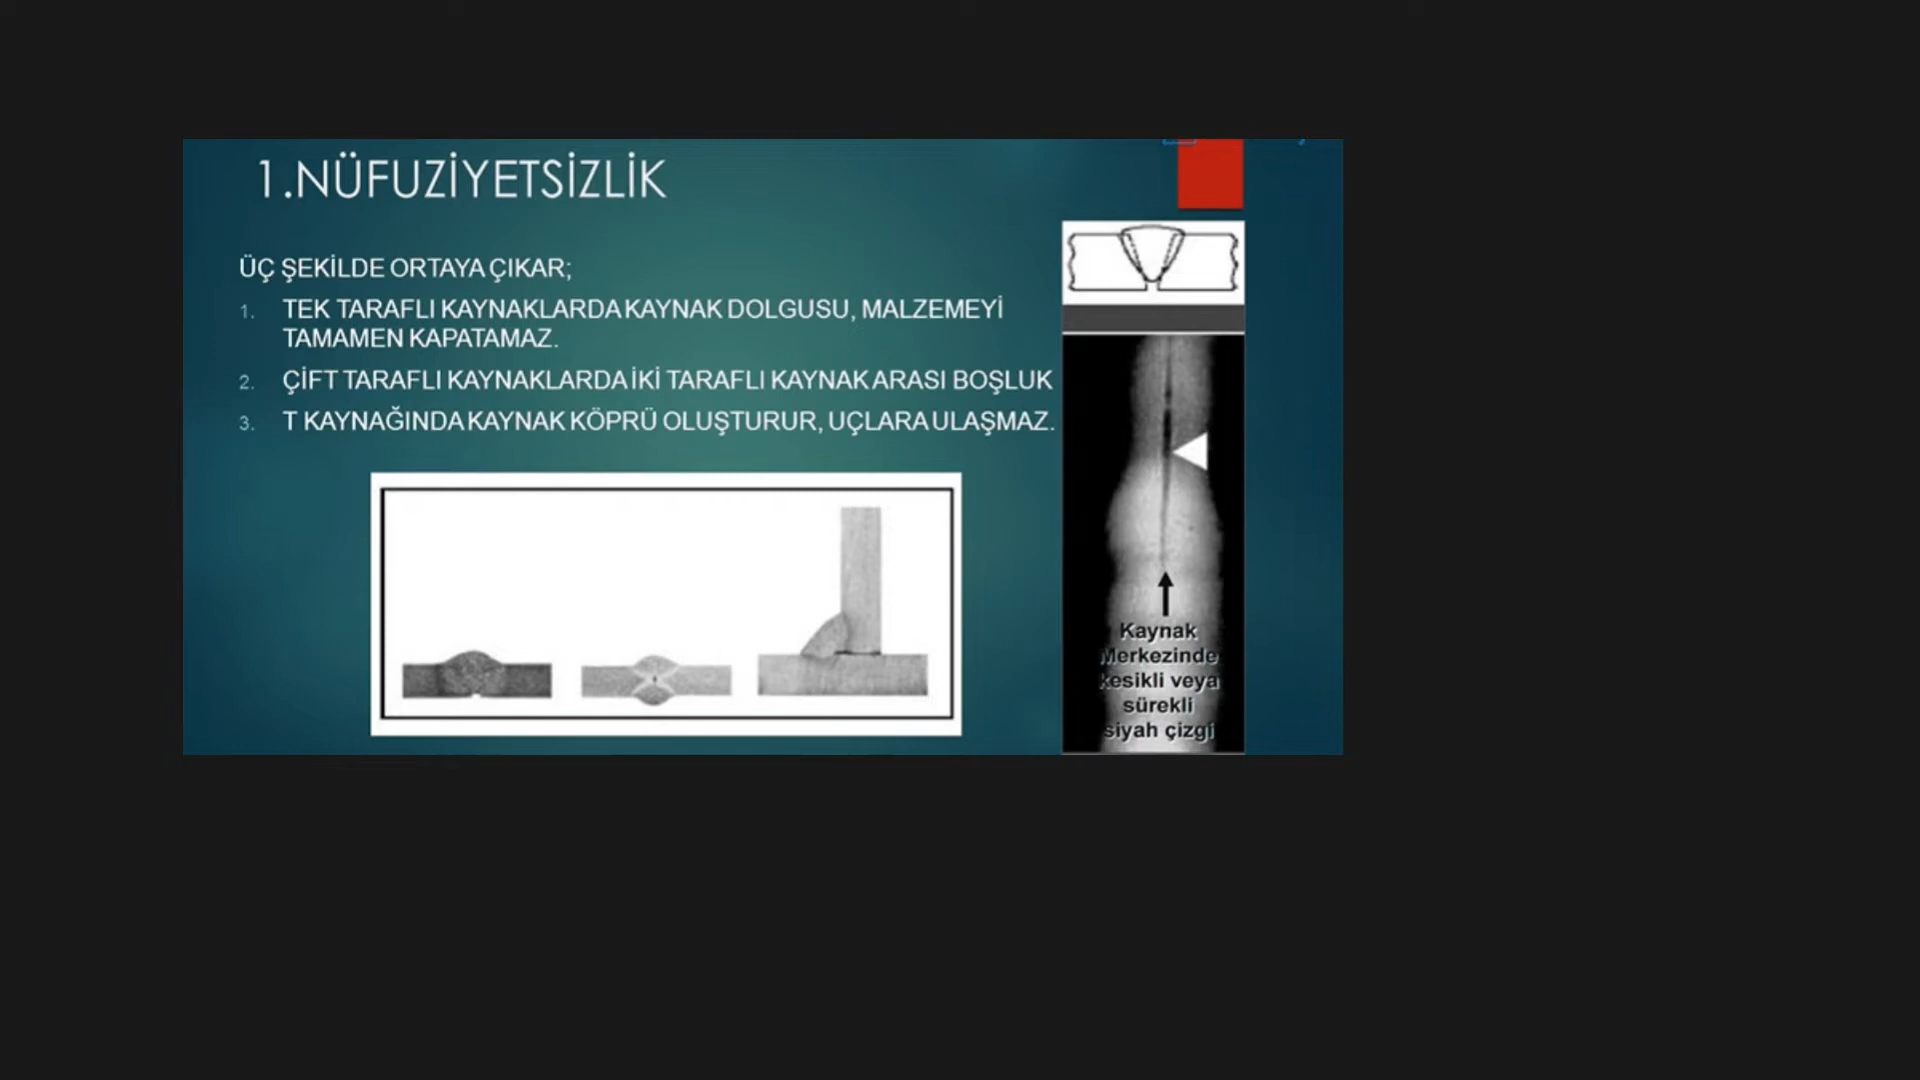 1.NÜFUZİYETSİZLİK
ÜÇ ŞEKİLDE ORTAYA ÇIKAR;
1. TEK TARAFLI KAYNAKLARDA KAYNAK DOLGUSU, MALZEMEYİ
TAMAMEN KAPATAMAZ.
2. ÇİFT TARAFLI KAYNAKLARDA İKİ TARAFLI KAYNAK ARASI BOŞLUK
3. T KAYNAĞINDA KAYNAK KÖPRÜ OLUŞTURUR, UÇLARA ULAŞMAZ.
Kaynak
Merkezinde
kesikli veya
sürekli
siyah çizgi